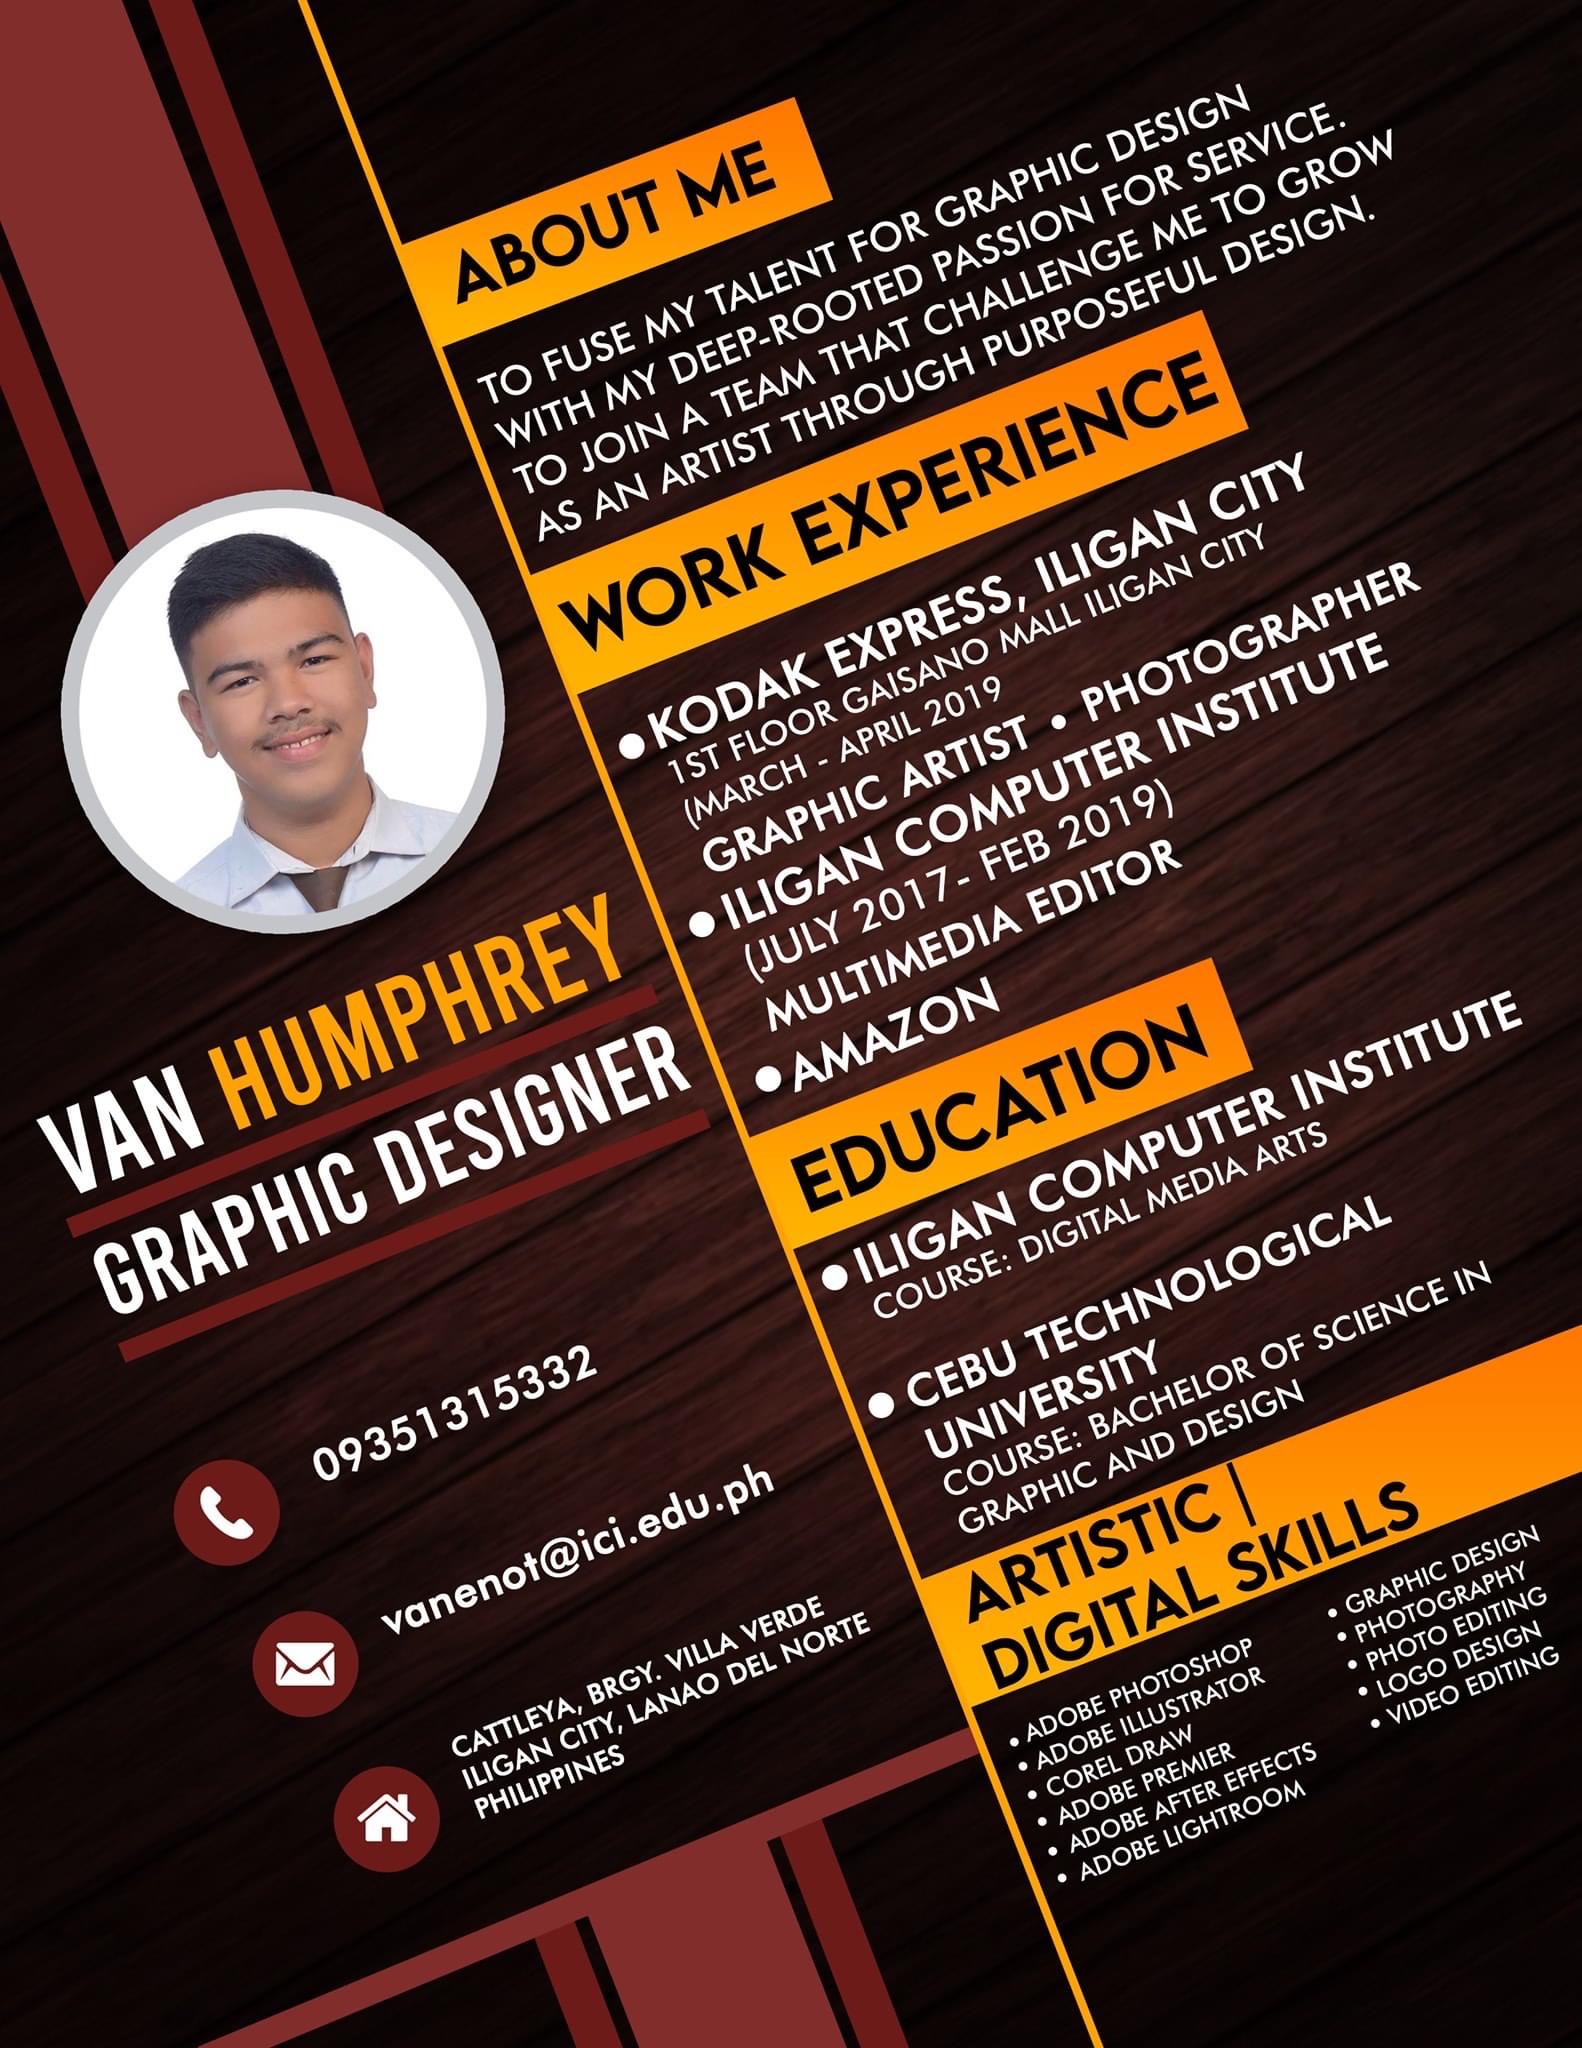 ABOUT ME
TO FUSE MY TALENT FOR GRAPHIC DESIGN
WITH MY DEEP-ROOTED PASSION FOR SERVICE.
TO JOIN A TEAM THAT CHALLENGE ME TO GROW
AS AN ARTIST THROUGH PURPOSEFUL DESIGN.
WORK EXPERIENCE
• KODAK EXPRESS, ILIGAN CITY
1ST FLOOR GAISANO MALL ILIGAN CITY
(MARCH - APRIL 2019
GRAPHIC ARTIST • PHOTOGRAPHER
• ILIGAN COMPUTER INSTITUTE
(JULY 2017- FEB 2019)
MULTIMEDIA EDITOR
• AMAZON
EDUCATION
• ILIGAN COMPUTER INSTITUTE
COURSE: DIGITAL MEDIA ARTS
• CEBU TECHNOLOGICAL
UNIVERSITY
COURSE: BACHELOR OF SCIENCE IN
GRAPHIC AND DESIGN
ARTISTIC |
DIGITAL SKILLS
• ADOBE PHOTOSHOP
• ADOBE ILLUSTRATOR
• COREL DRAW
• ADOBE PREMIER
• ADOBE AFTER EFFECTS
• ADOBE LIGHTROOM
• GRAPHIC DESIGN
• PHOTOGRAPHY
• PHOTO EDITING
• LOGO DESIGN
• VIDEO EDITING
VAN HUMPHREY
GRAPHIC DESIGNER
09351315332
vanenot@ici.edu.ph
CATTLEYA, BRGY. VILLA VERDE
ILIGAN CITY, LANAO DEL NORTE
PHILIPPINES